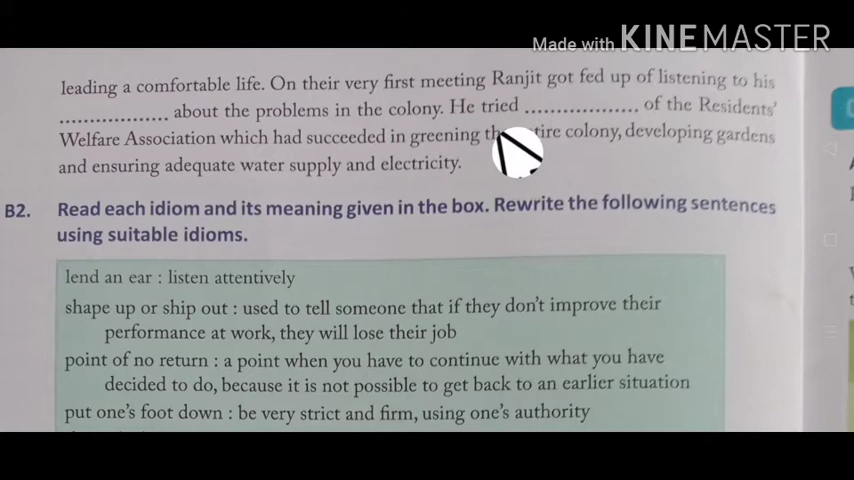 Made with KINEMASTER
leading a comfortable life. On their very first meeting Ranjit got fed up of listening to his
.................. about the problems in the colony. He tried ................... of the Residents'
Welfare Association which had succeeded in greening colony, developing gardens
and ensuring adequate water supply and electricity.
B2. Read each idiom and its meaning given in the box. Rewrite the following sentences
using suitable idioms.
lend an ear : listen attentively
shape up or ship out : used to tell someone that if they don't improve their
performance at work, they will lose their job
point of no return : a point when you have to continue with what you have
decided to do, because it is not possible to get back to an earlier situation
put one's foot down : be very strict and firm, using one's authority